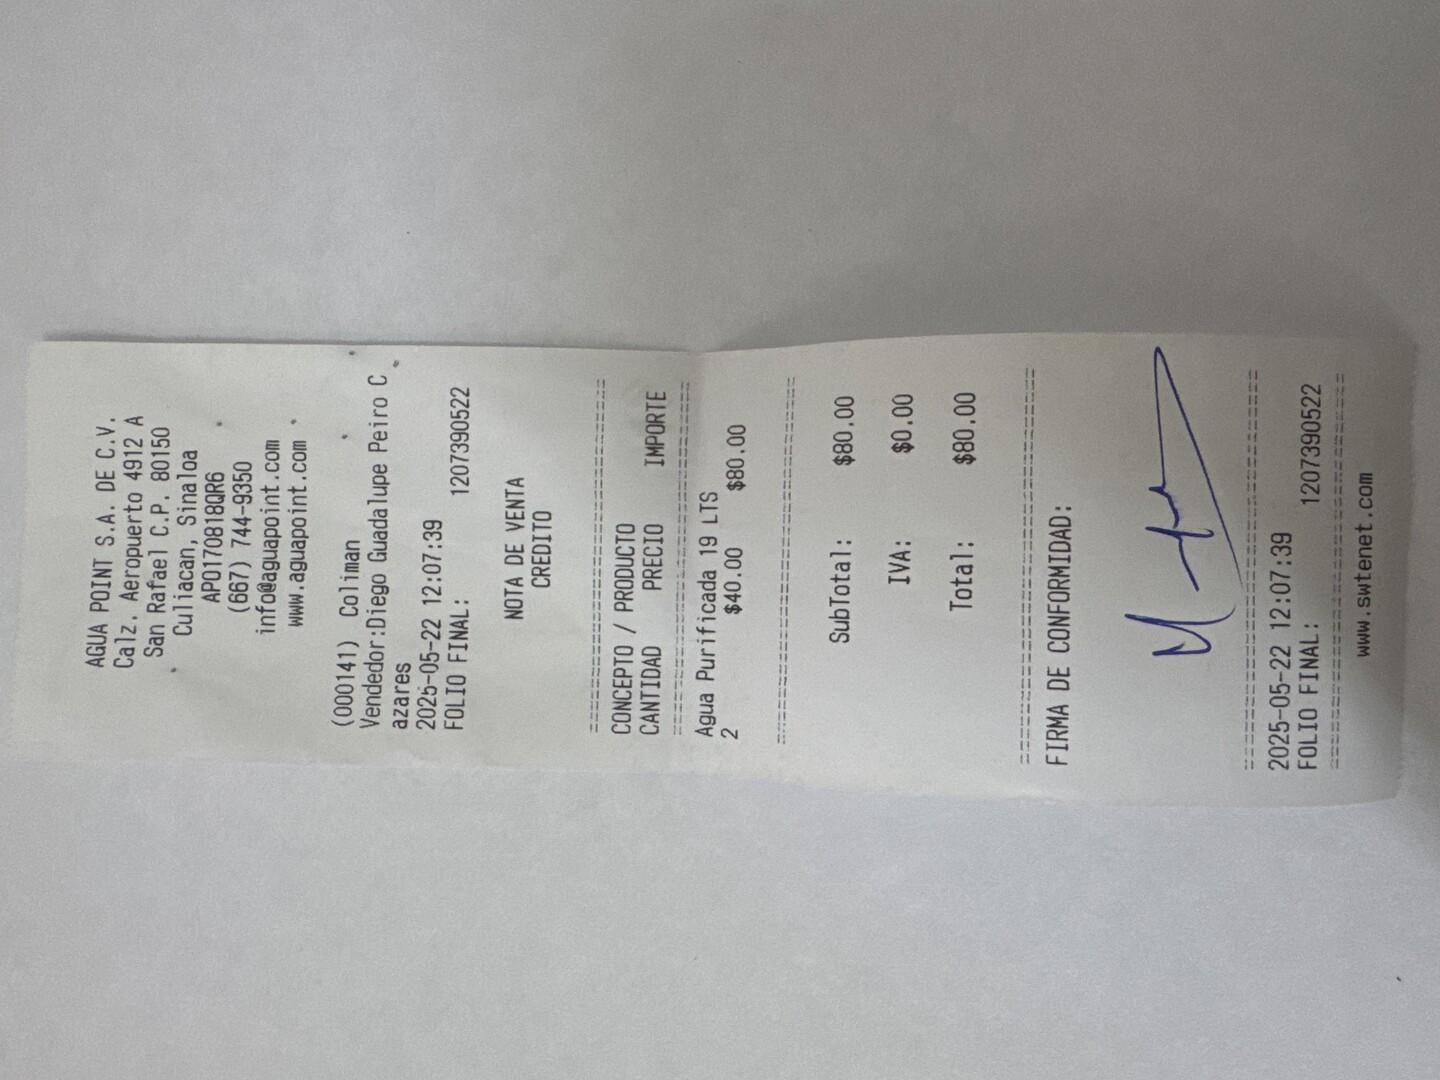 AGUA POINT S.A. DE C.V.
Calz. Aeropuerto 4912 A
San Rafael C.P. 80150
Culiacan, Sinaloa
APO170818QR6
(667) 744-9350
info@aguapoint.com
www.aguapoint.com
(000141) Coliman
Vendedor:Diego Guadalupe Peiro C
azares
2025-05-22 12:07:39
FOLIO FINAL: 1207390522
NOTA DE VENTA
CREDITO
CONCEPTO / PRODUCTO
CANTIDAD PRECIO IMPORTE
Agua Purificada 19 LTS
2 $40.00 $80.00
SubTotal: $80.00
IVA: $0.00
Total: $80.00
FIRMA DE CONFORMIDAD:
2025-05-22 12:07:39
FOLIO FINAL: 1207390522
www.swtenet.com